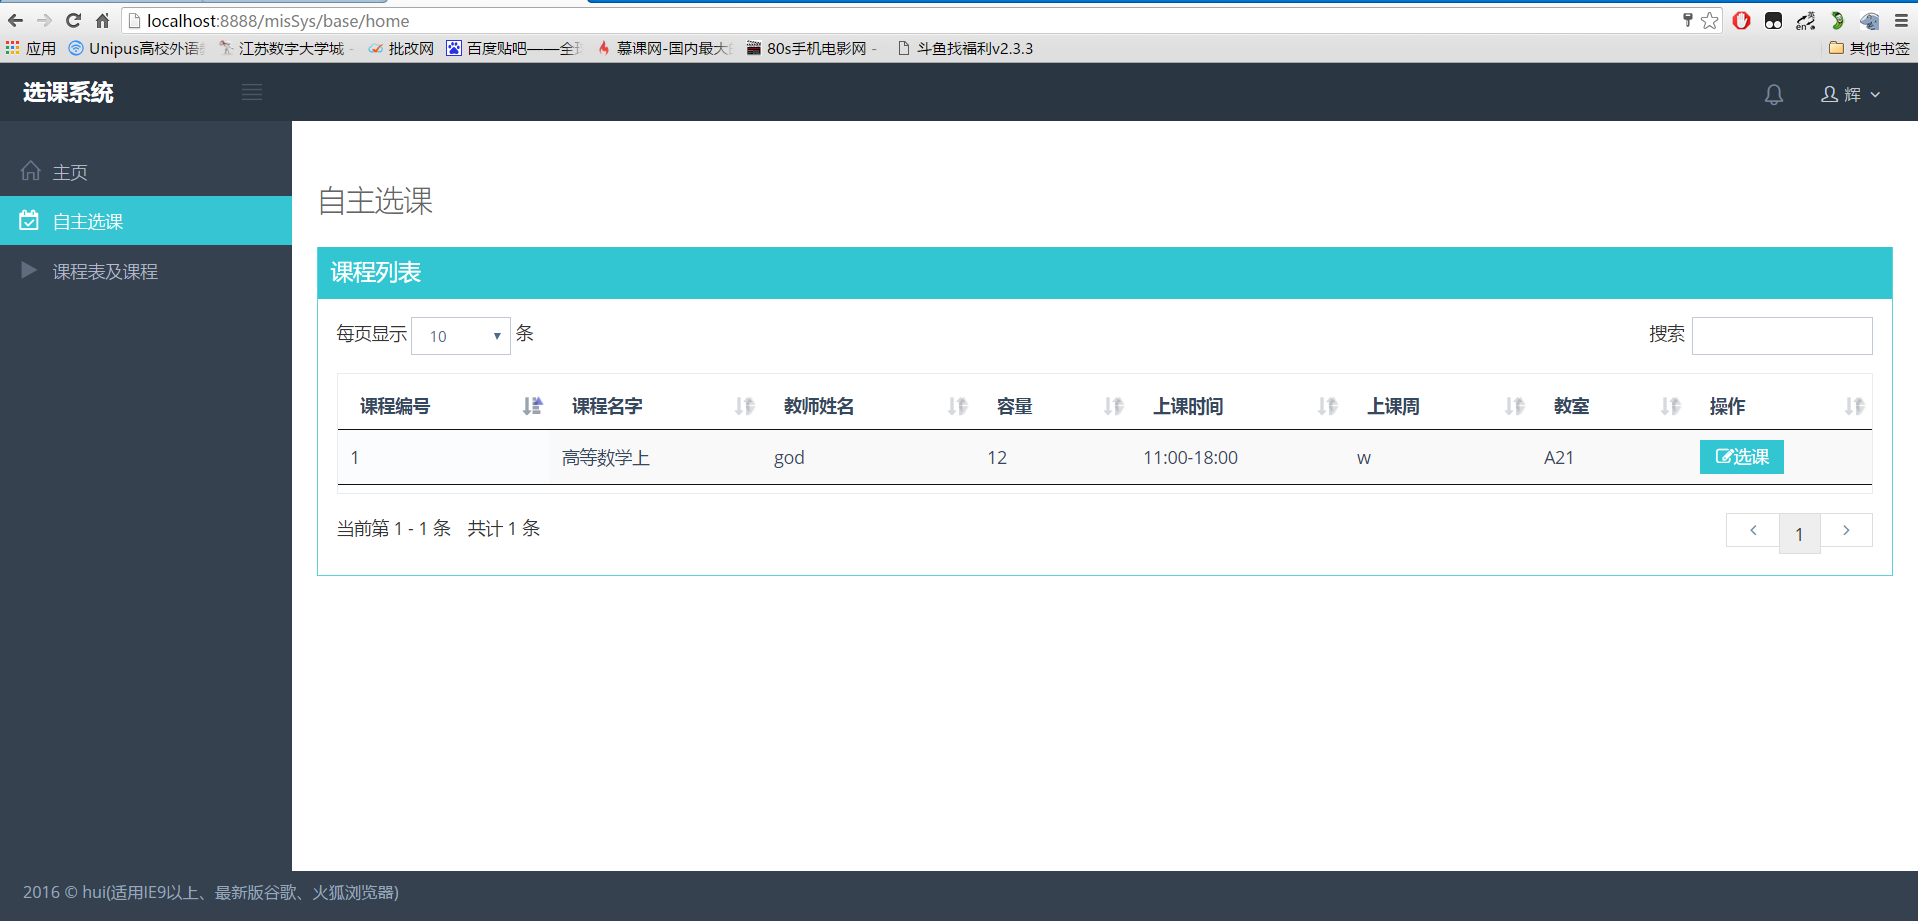 localhost:8888/misSys/base/home
应用 Unipus高校外语 江苏数字大学城 - 批改网 百度贴吧——全 慕课网-国内最大 80s手机电影网 - 斗鱼找福利v2.3.3 其他书签
选课系统 辉
主页
自主选课
课程表及课程
自主选课
课程列表
每页显示 10 条 搜索
课程编号 课程名字 教师姓名 容量 上课时间 上课周 教室 操作
1 高等数学上 god 12 11:00-18:00 w A21 选课
当前第 1 - 1 条 共计 1 条 1
2016 © hui(适用IE9以上、最新版谷歌、火狐浏览器)